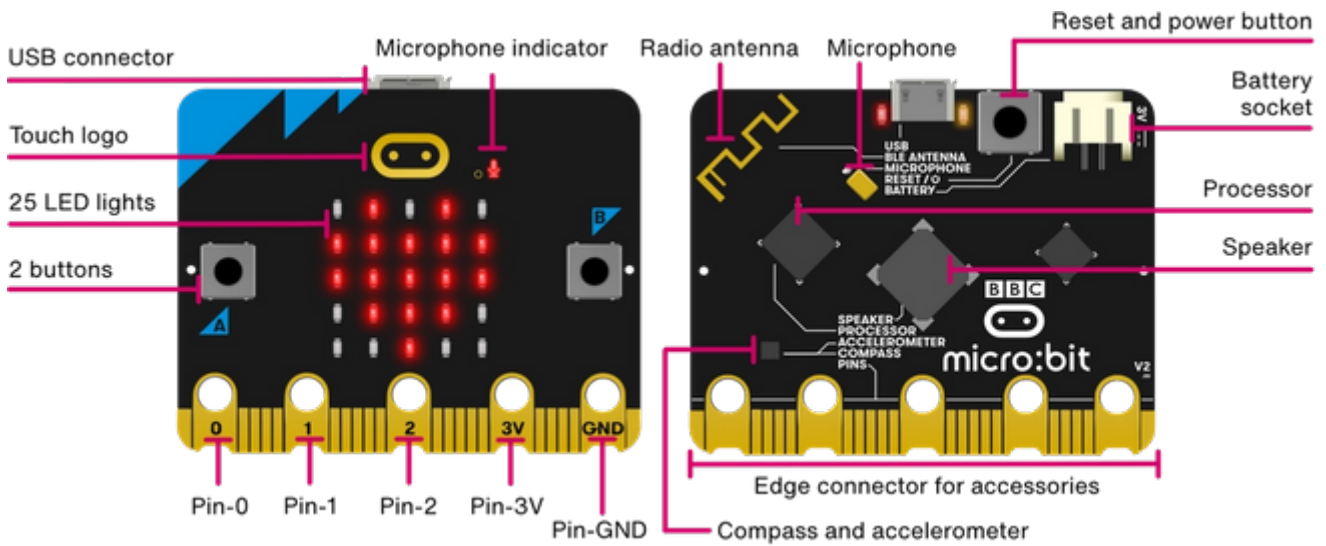 Reset and power button
USB connector
Microphone indicator
Radio antenna
Microphone
Battery
socket
Touch logo
25 LED lights
2 buttons
A
B
0
1
2
3V
GND
Pin-0
Pin-1
Pin-2
Pin-3V
Pin-GND
3V
USB
BLE ANTENNA
MICROPHONE
RESET /
BATTERY
Processor
Speaker
BBC
SPEAKER
PROCESSOR
ACCELEROMETER
COMPASS
PINS
micro:bit
V2
Edge connector for accessories
Compass and accelerometer